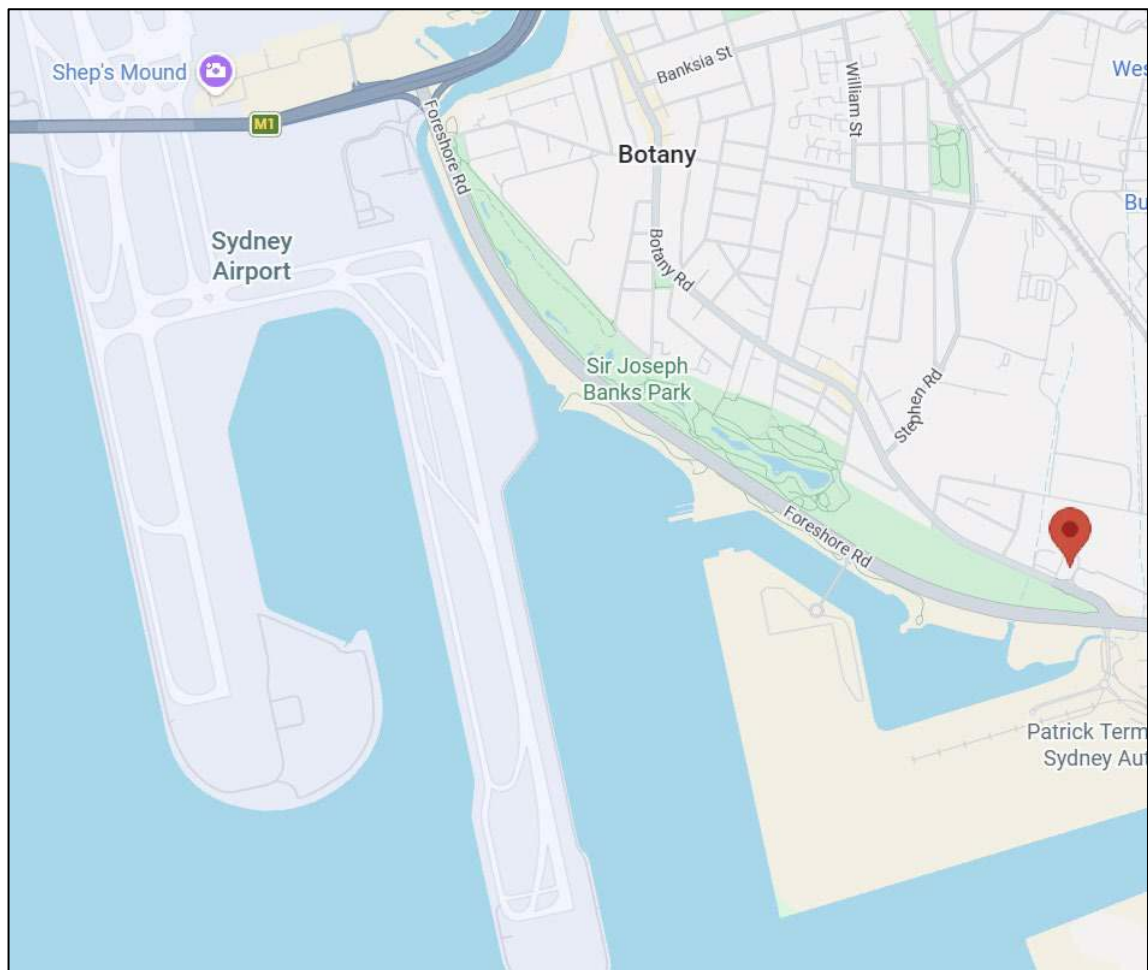 Shep's Mound
M1
Foreshore Rd
Banksia St
William St
Wes
Botany
Bu
Sydney
Airport
Botany Rd
Sir Joseph
Banks Park
Stephen Rd
Foreshore Rd
Patrick Term
Sydney Aut